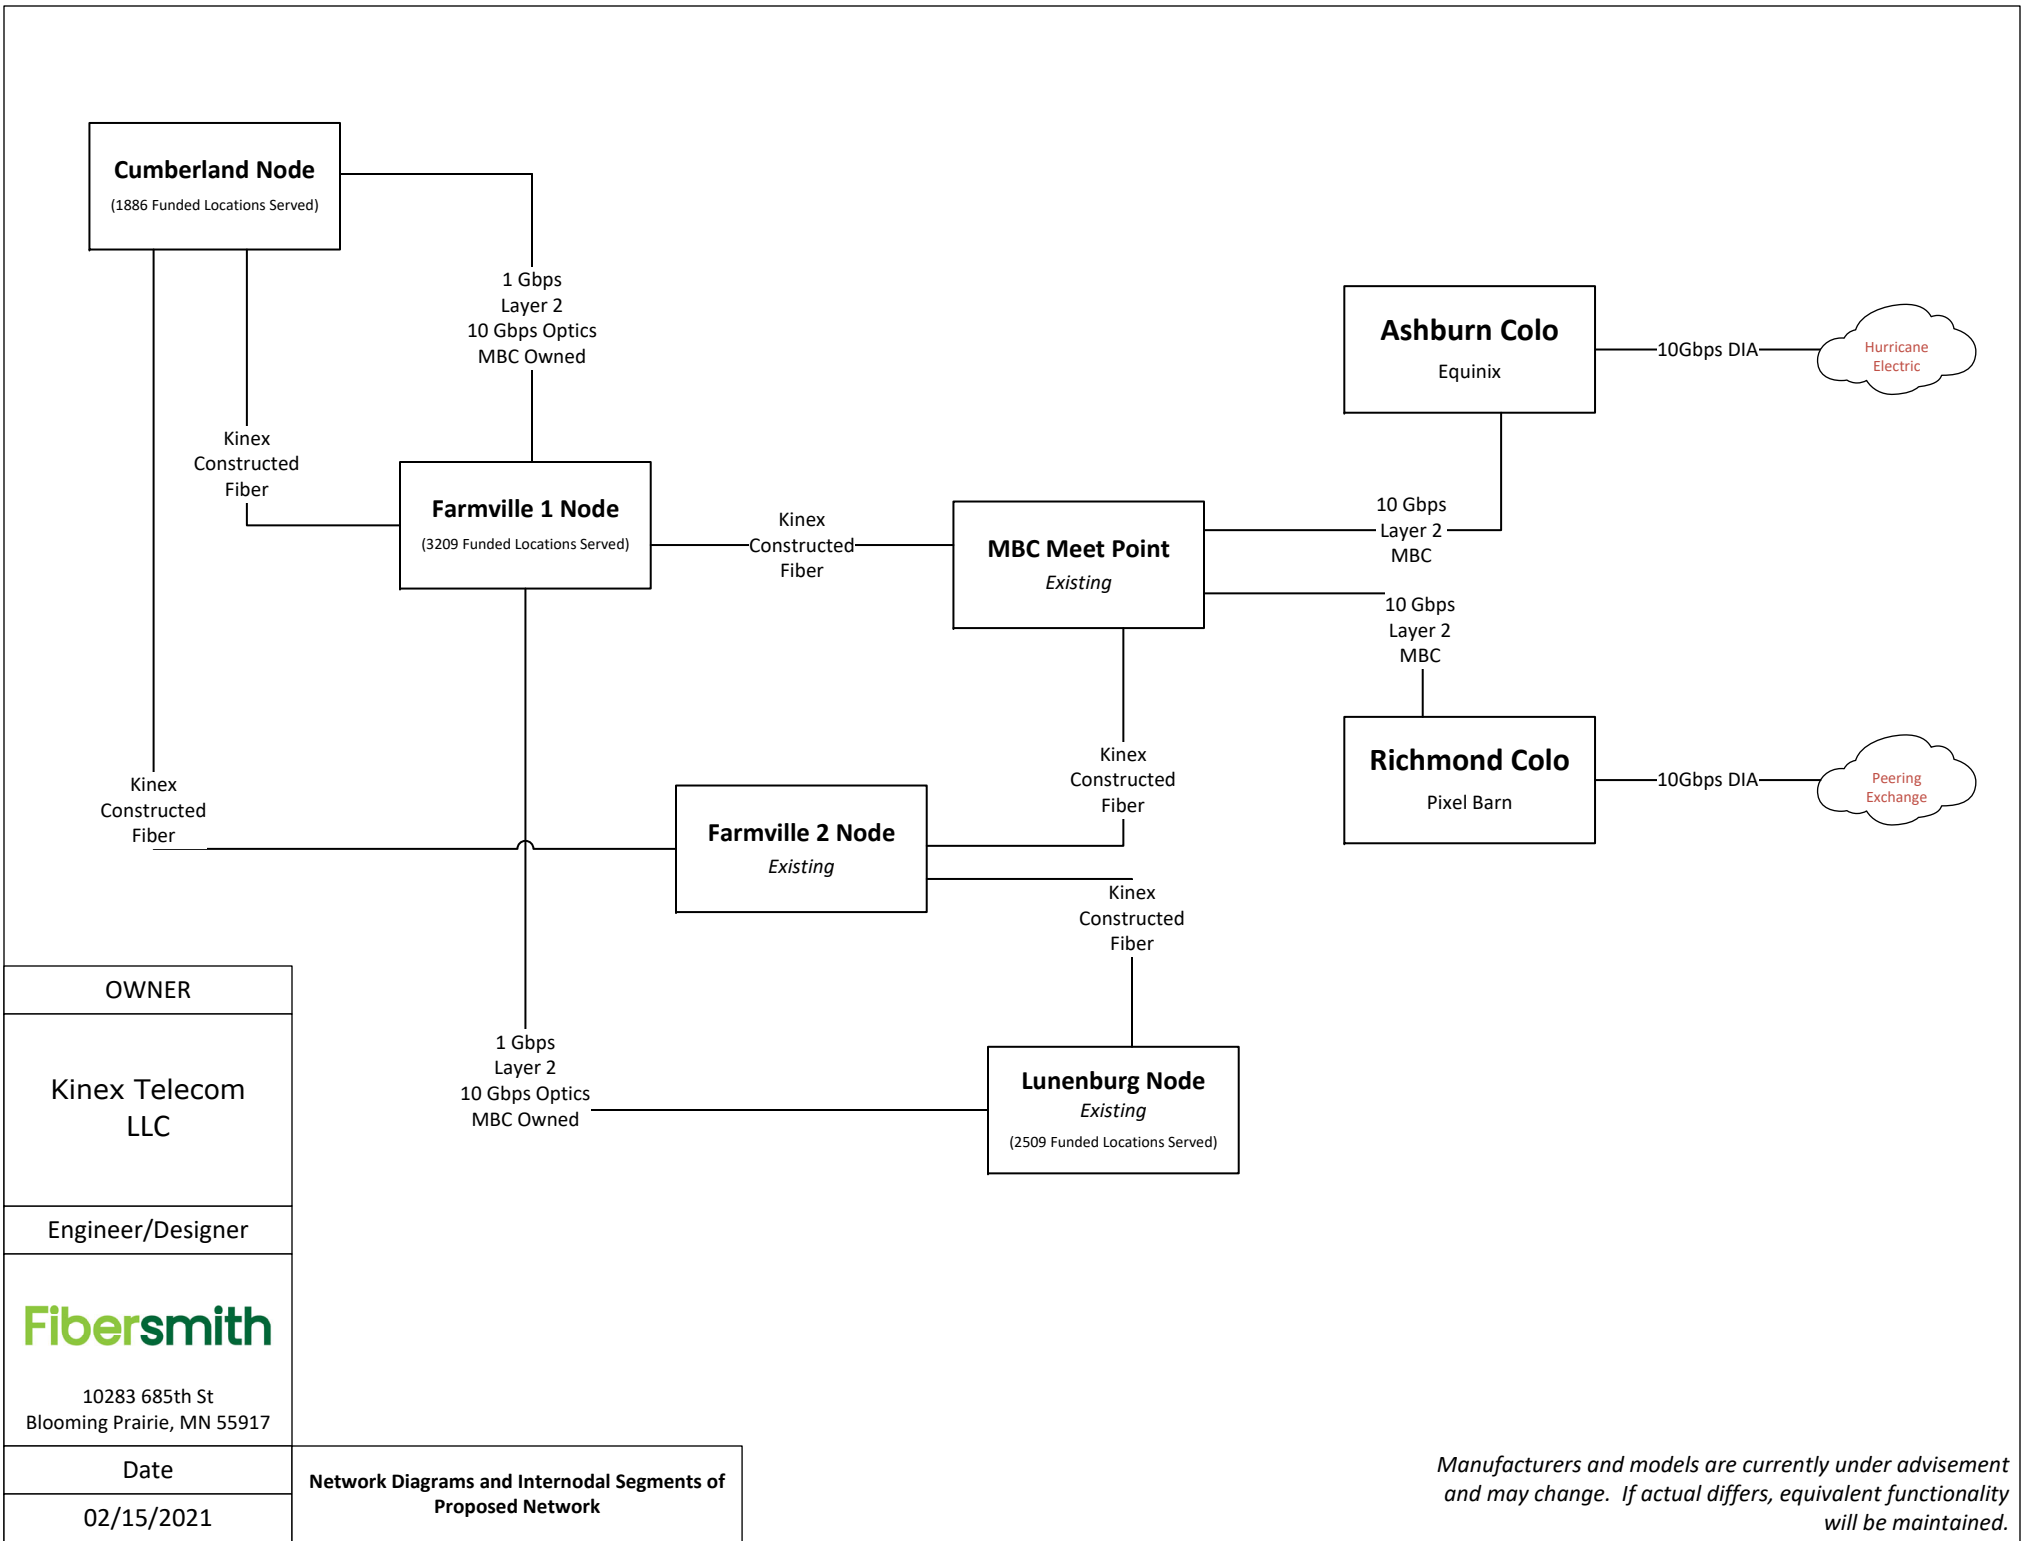 Cumberland Node
(1886 Funded Locations Served)
1 Gbps
Layer 2
10 Gbps Optics
MBC Owned
Kinex
Constructed
Fiber
Farmville 1 Node
(3209 Funded Locations Served)
Kinex
Constructed
Fiber
MBC Meet Point
Existing
Ashburn Colo
Equinix
10Gbps DIA
Hurricane
Electric
10 Gbps
Layer 2
MBC
10 Gbps
Layer 2
MBC
Richmond Colo
Pixel Barn
10Gbps DIA
Peering
Exchange
Kinex
Constructed
Fiber
Kinex
Constructed
Fiber
Farmville 2 Node
Existing
Kinex
Constructed
Fiber
1 Gbps
Layer 2
10 Gbps Optics
MBC Owned
Lunenburg Node
Existing
(2509 Funded Locations Served)
OWNER
Kinex Telecom
LLC
Engineer/Designer
Fibersmith
10283 685th St
Blooming Prairie, MN 55917
Date
02/15/2021
Network Diagrams and Internodal Segments of
Proposed Network
Manufacturers and models are currently under advisement
and may change.  If actual differs, equivalent functionality
will be maintained.